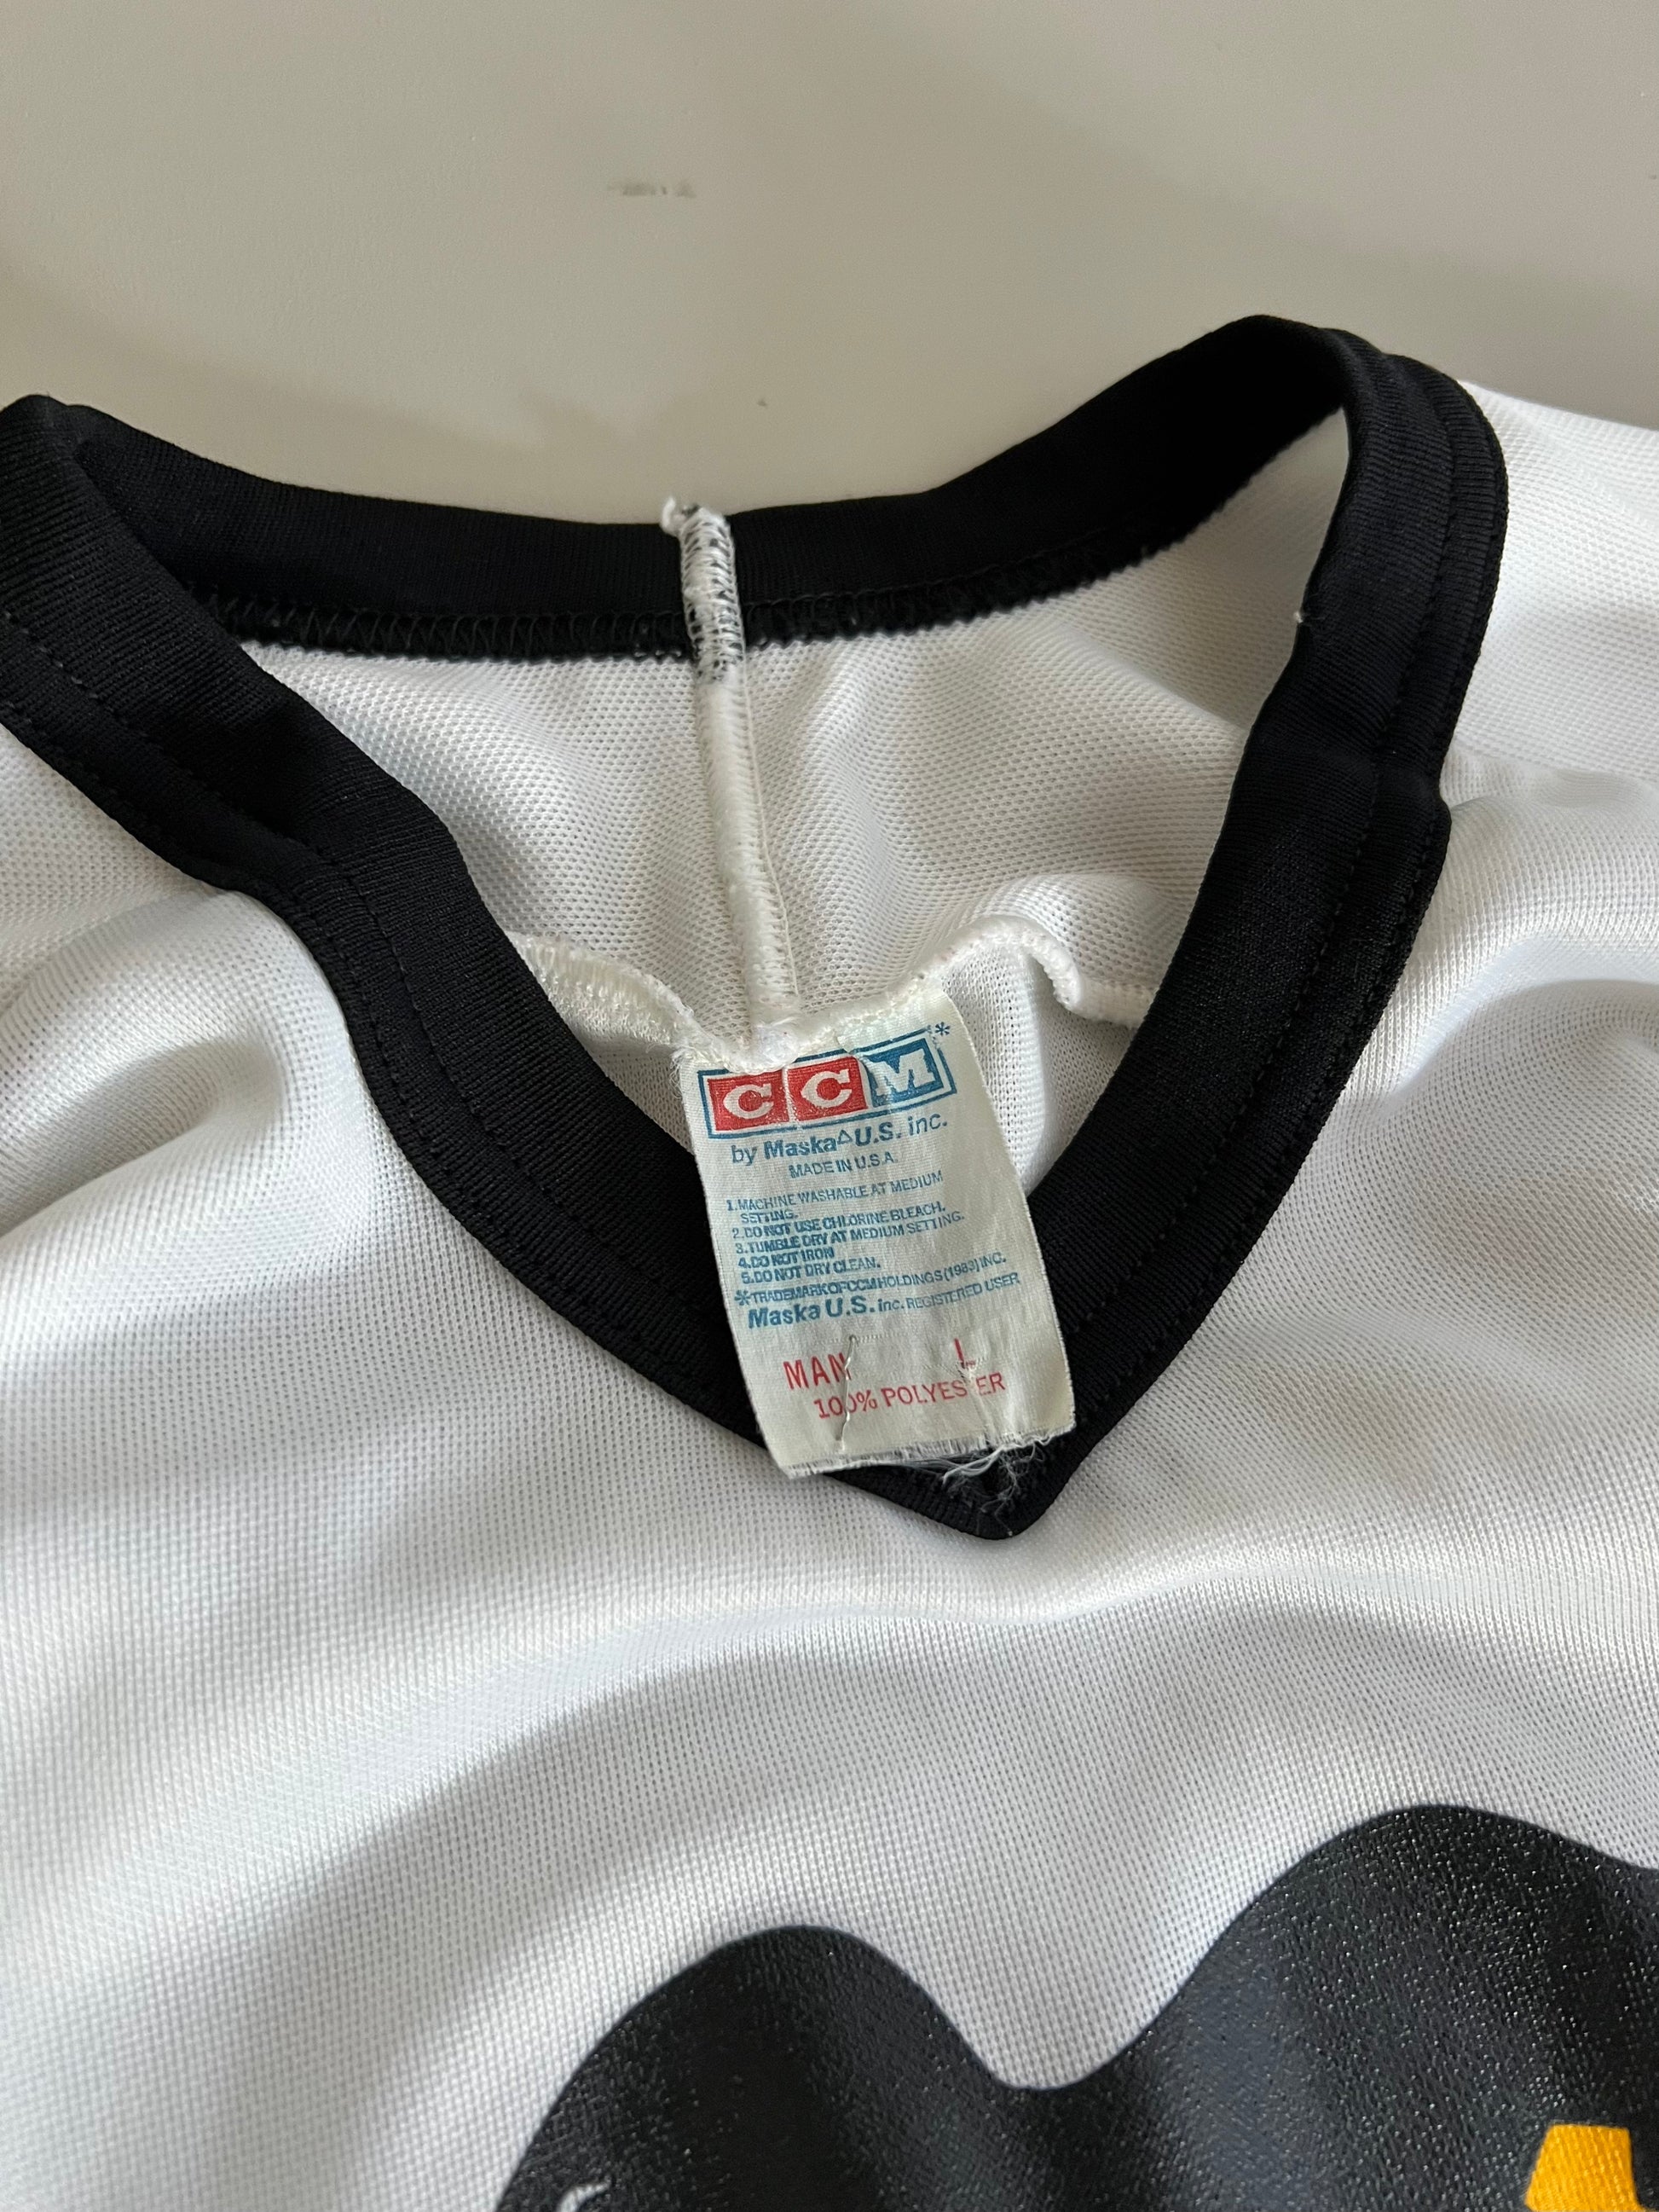 CCM*
by Maska△U.S. inc.
MADE IN U.S.A.
1.MACHINE WASHABLE AT MEDIUM
SETTING.
2.DO NOT USE CHLORINE BLEACH.
3.TUMBLE DRY AT MEDIUM SETTING.
4.DO NOT IRON
5.DO NOT DRY CLEAN.
*TRADEMARK OF CCM HOLDINGS (1983) INC.
Maska U.S. inc. REGISTERED USER
MAN L
100% POLYESTER